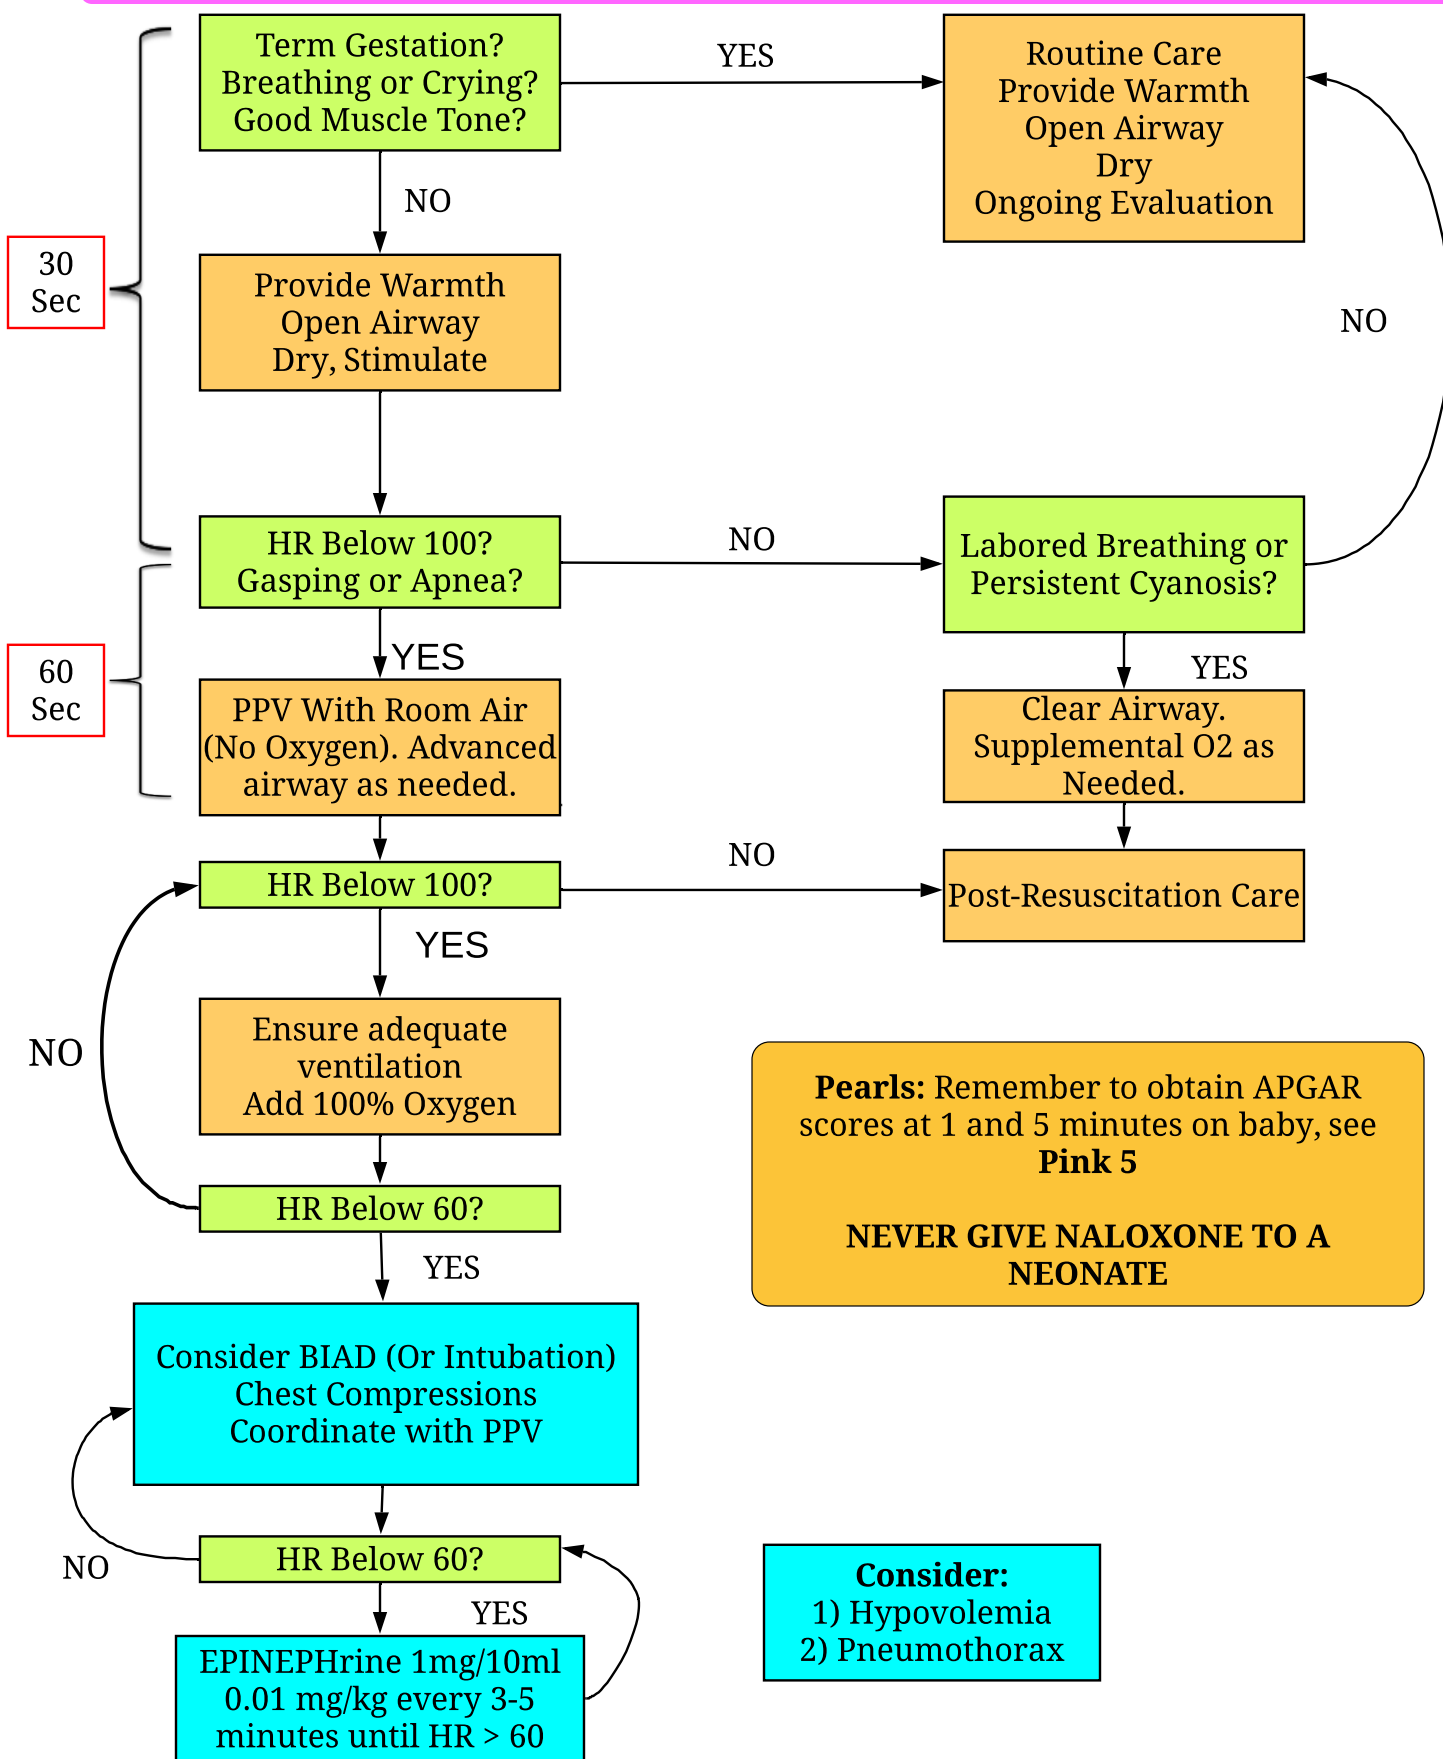 Term Gestation?
Breathing or Crying?
Good Muscle Tone?
YES
Routine Care
Provide Warmth
Open Airway
Dry
Ongoing Evaluation
NO
30
Sec
Provide Warmth
Open Airway
Dry, Stimulate
NO
HR Below 100?
Gasping or Apnea?
NO
Labored Breathing or
Persistent Cyanosis?
YES
YES
60
Sec
PPV With Room Air
(No Oxygen). Advanced
airway as needed.
Clear Airway.
Supplemental O2 as
Needed.
NO
HR Below 100?
Post-Resuscitation Care
YES
NO
Ensure adequate
ventilation
Add 100% Oxygen
Pearls: Remember to obtain APGAR
scores at 1 and 5 minutes on baby, see
Pink 5
NEVER GIVE NALOXONE TO A
NEONATE
HR Below 60?
YES
Consider BIAD (Or Intubation)
Chest Compressions
Coordinate with PPV
NO
HR Below 60?
YES
Consider:
1) Hypovolemia
2) Pneumothorax
EPINEPHrine 1mg/10ml
0.01 mg/kg every 3-5
minutes until HR > 60